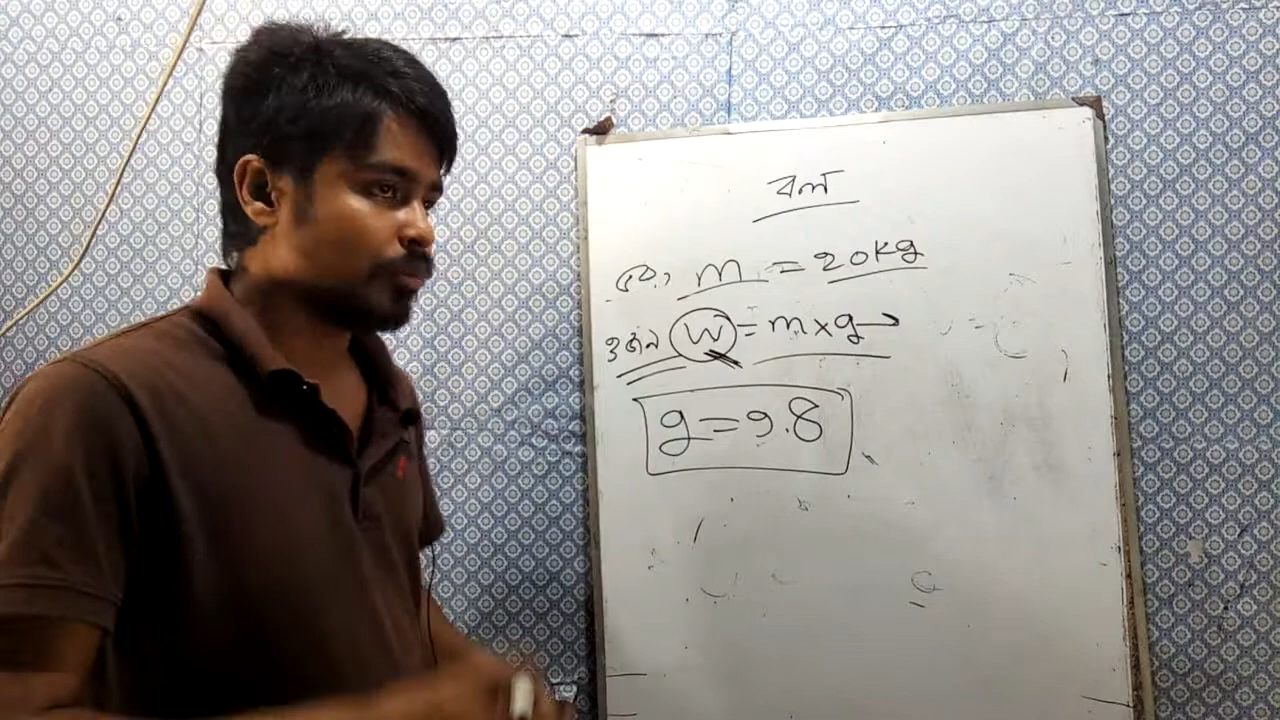 বল
দে., m = 20kg
ওজন W = m×g
g = 9.8